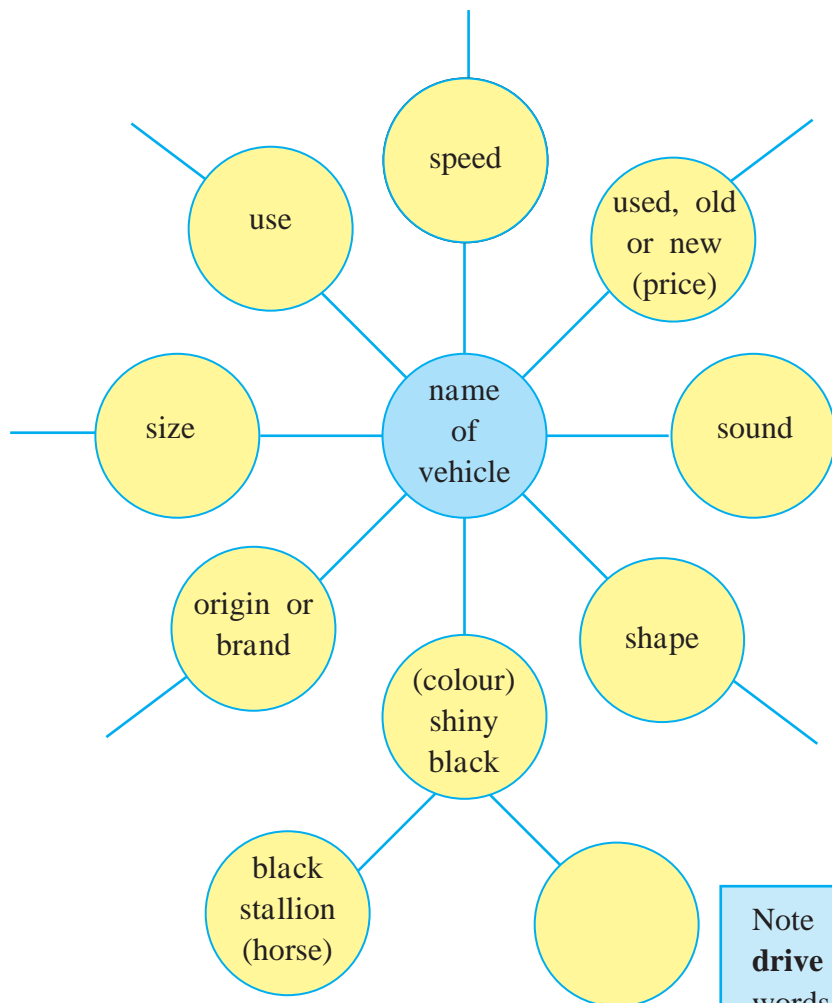 speed
use
used, old
or new
(price)
name
of
vehicle
size
sound
origin or
brand
shape
(colour)
shiny
black
black
stallion
(horse)
Note
drive
words